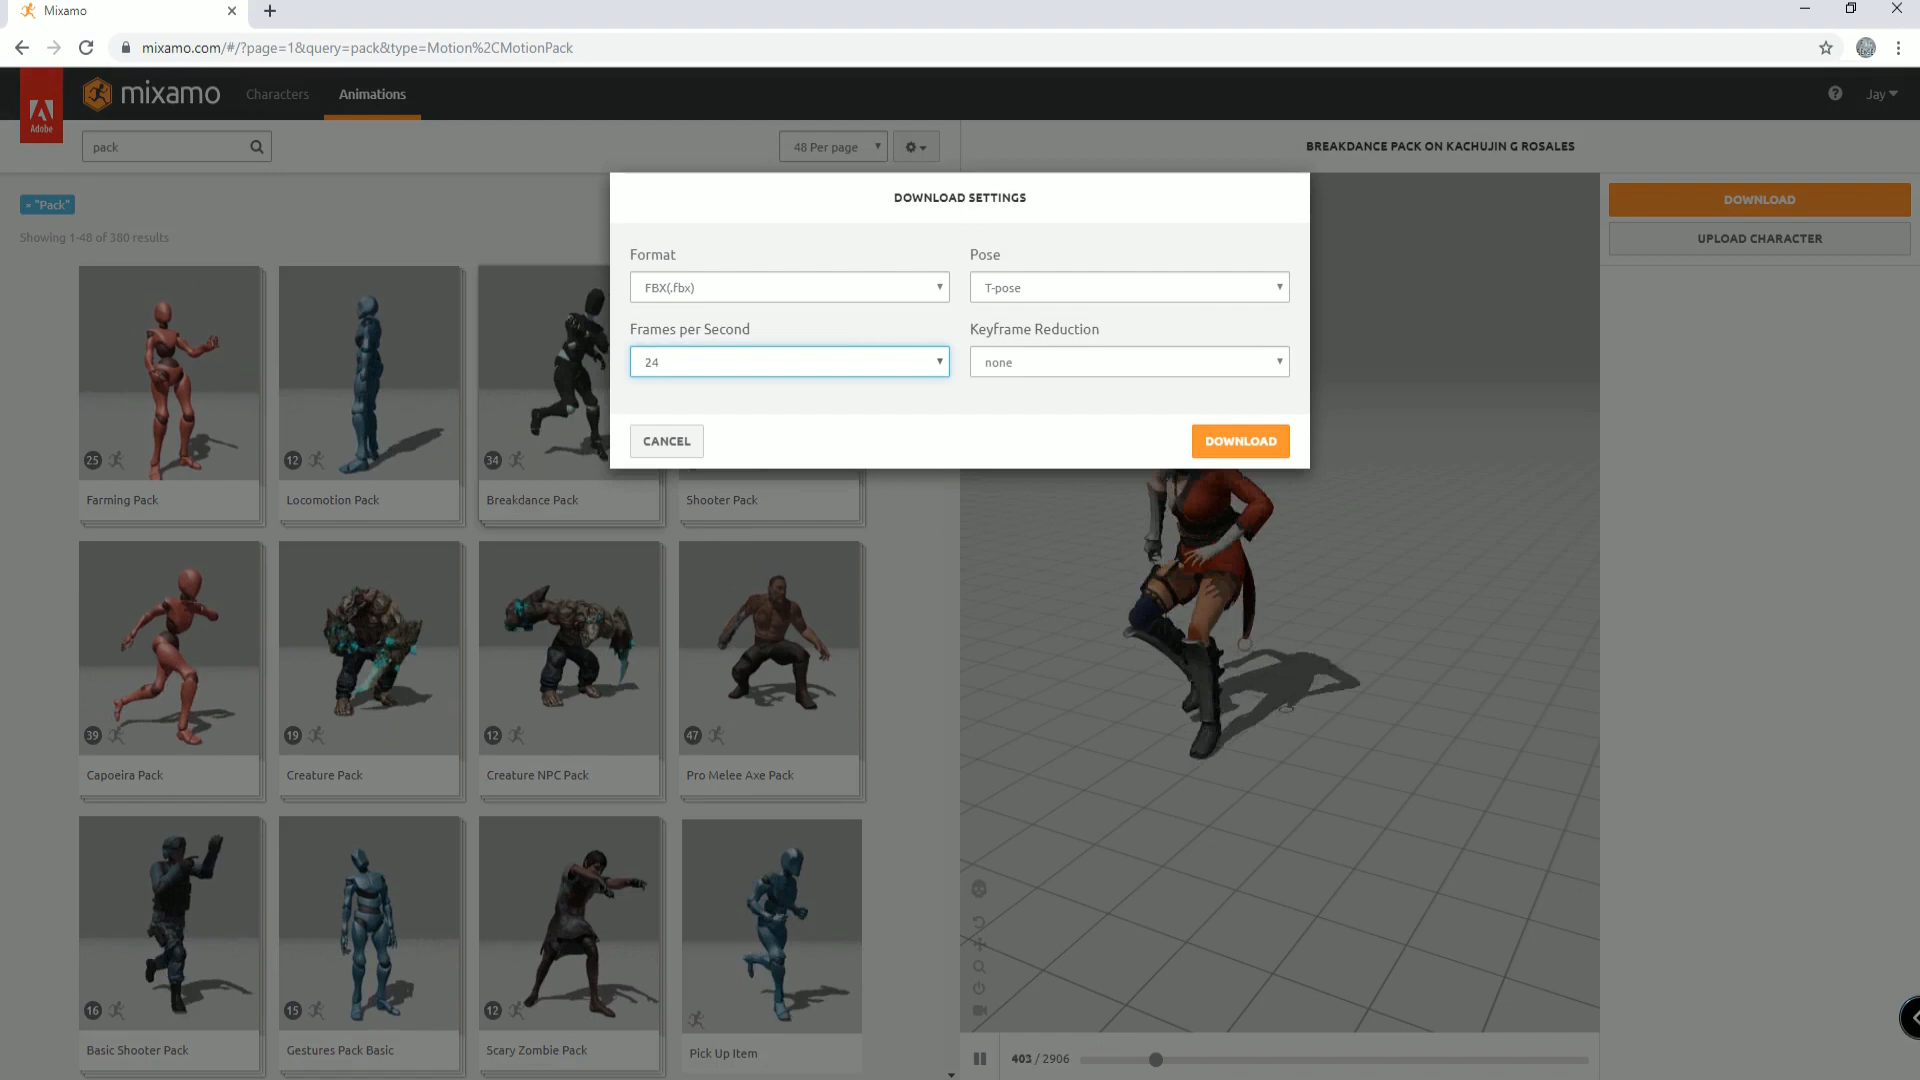 Mixamo
mixamo.com/#/?page=1&query=pack&type=Motion%2CMotionPack
Adobe
mixamo
Characters
Animations
Jay
pack
48 Per page
BREAKDANCE PACK ON KACHUJIN G ROSALES
» "Pack"
Showing 1-48 of 380 results
DOWNLOAD
UPLOAD CHARACTER
DOWNLOAD SETTINGS
Format
Pose
FBX(.fbx)
T-pose
Frames per Second
Keyframe Reduction
24
none
CANCEL
DOWNLOAD
25
12
34
Farming Pack
Locomotion Pack
Breakdance Pack
Shooter Pack
39
19
12
47
Capoeira Pack
Creature Pack
Creature NPC Pack
Pro Melee Axe Pack
16
15
12
Basic Shooter Pack
Gestures Pack Basic
Scary Zombie Pack
Pick Up Item
403 / 2906